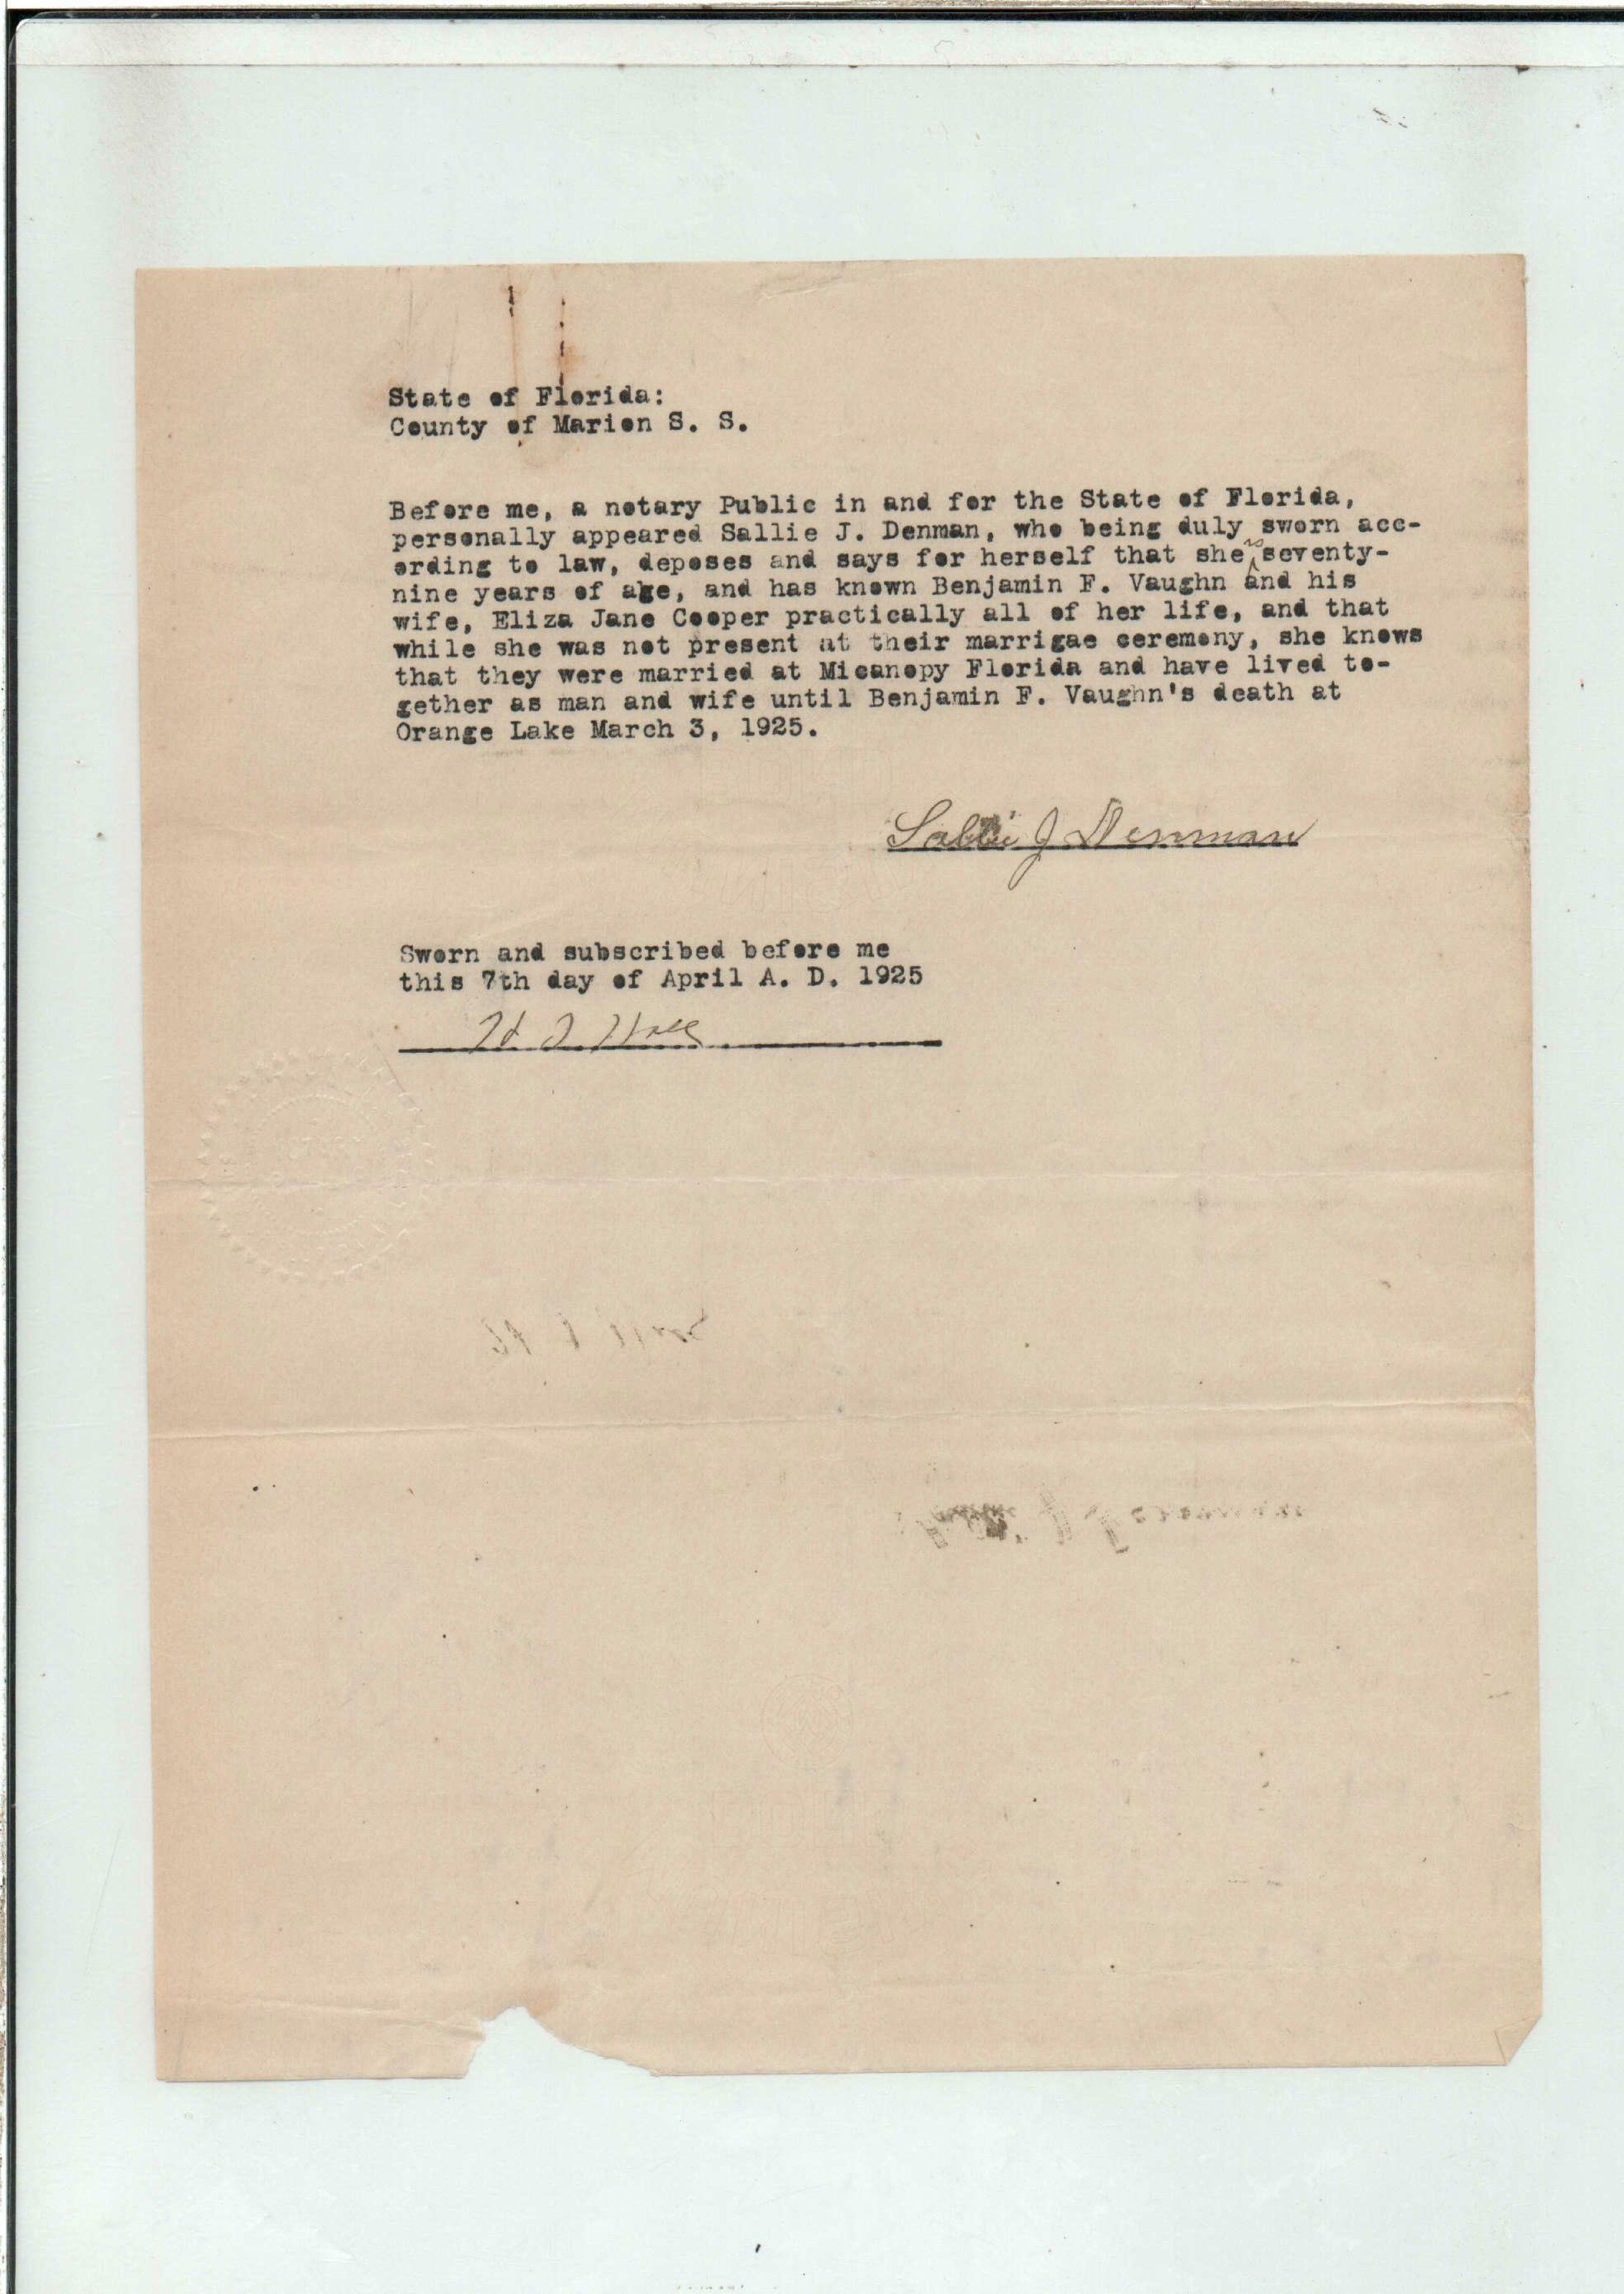 State of Florida:
County of Marion S. S.
Before me, a notary Public in and for the State of Florida,
personally appeared Sallie J. Denman, who being duly sworn acc-
ording to law, deposes and says for herself that she is seventy-
nine years of age, and has known Benjamin F. Vaughn and his
wife, Eliza Jane Cooper practically all of her life, and that
while she was not present at their marrigae ceremony, she knows
that they were married at Micanopy Florida and have lived to-
gether as man and wife until Benjamin F. Vaughn's death at
Orange Lake March 3, 1925.
Sallie J Denman
Sworn and subscribed before me
this 7th day of April A. D. 1925